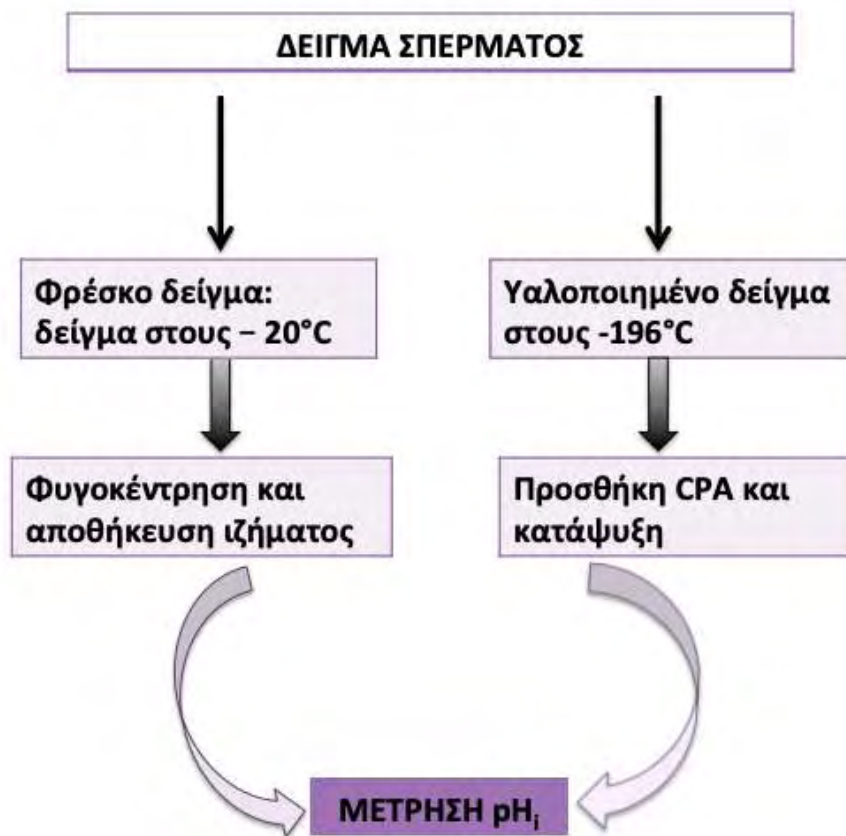 ΔΕΙΓΜΑ ΣΠΕΡΜΑΤΟΣ
Φρέσκο δείγμα:
δείγμα στους – 20°C
Υαλοποιημένο δείγμα
στους -196°C
Φυγοκέντρηση και
αποθήκευση ιζήματος
Προσθήκη CPA και
κατάψυξη
ΜΕΤΡΗΣΗ pHᵢ